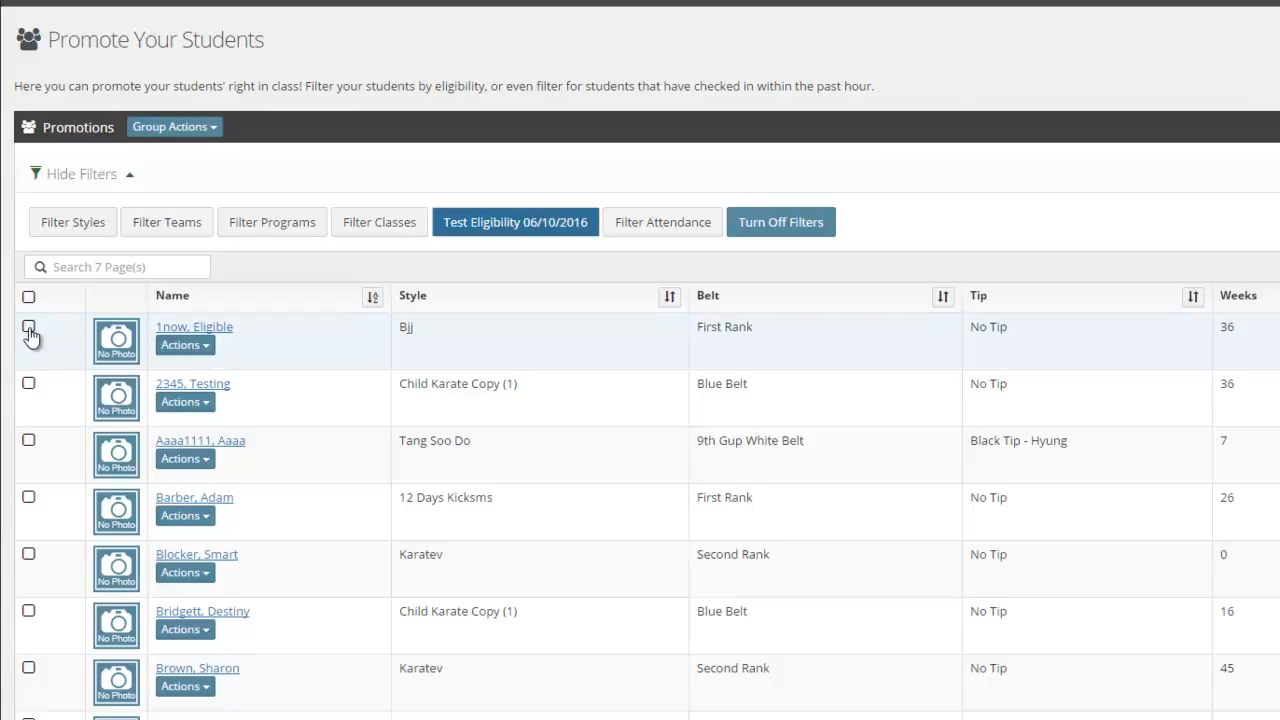 Promote Your Students
Here you can promote your students' right in class! Filter your students by eligibility, or even filter for students that have checked in within the past hour.
Promotions Group Actions
Hide Filters
Filter Styles Filter Teams Filter Programs Filter Classes Test Eligibility 06/10/2016 Filter Attendance Turn Off Filters
Search 7 Page(s)
Name Style Belt Tip Weeks
No Photo 1now, Eligible Bjj First Rank No Tip 36
Actions
No Photo 2345, Testing Child Karate Copy (1) Blue Belt No Tip 36
Actions
No Photo Aaaa1111, Aaaa Tang Soo Do 9th Gup White Belt Black Tip - Hyung 7
Actions
No Photo Barber, Adam 12 Days Kicksms First Rank No Tip 26
Actions
No Photo Blocker, Smart Karatev Second Rank No Tip 0
Actions
No Photo Bridgett, Destiny Child Karate Copy (1) Blue Belt No Tip 16
Actions
No Photo Brown, Sharon Karatev Second Rank No Tip 45
Actions